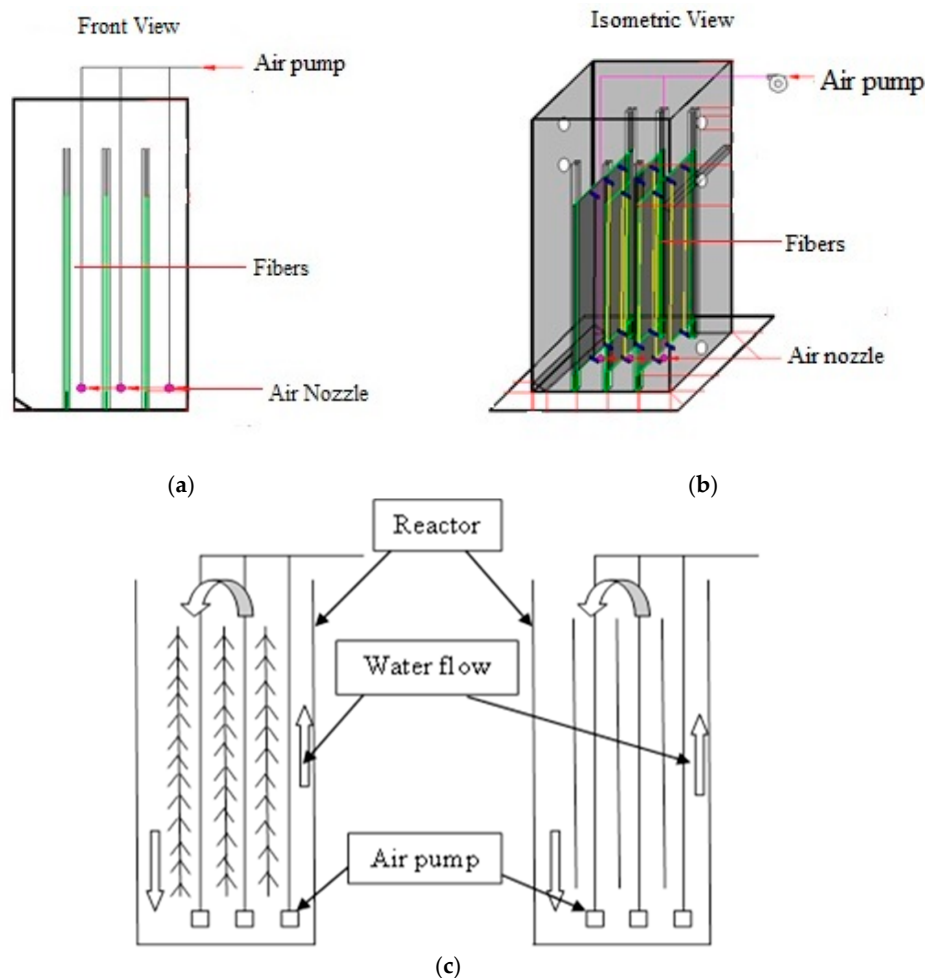 Front View
Air pump
Fibers
Air Nozzle
(a)
Isometric View
Air pump
Fibers
Air nozzle
(b)
Reactor
Water flow
Air pump
(c)